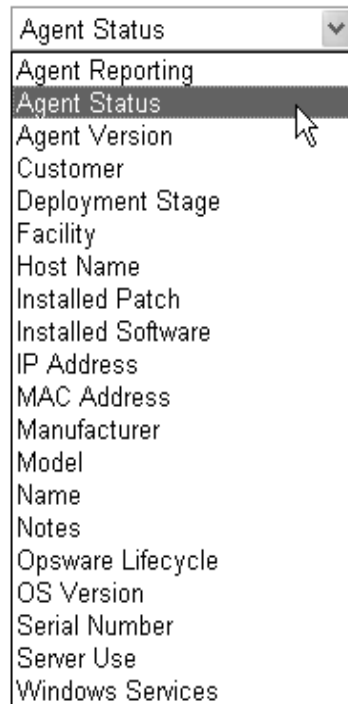 Agent Status
Agent Reporting
Agent Status
Agent Version
Customer
Deployment Stage
Facility
Host Name
Installed Patch
Installed Software
IP Address
MAC Address
Manufacturer
Model
Name
Notes
Opsware Lifecycle
OS Version
Serial Number
Server Use
Windows Services